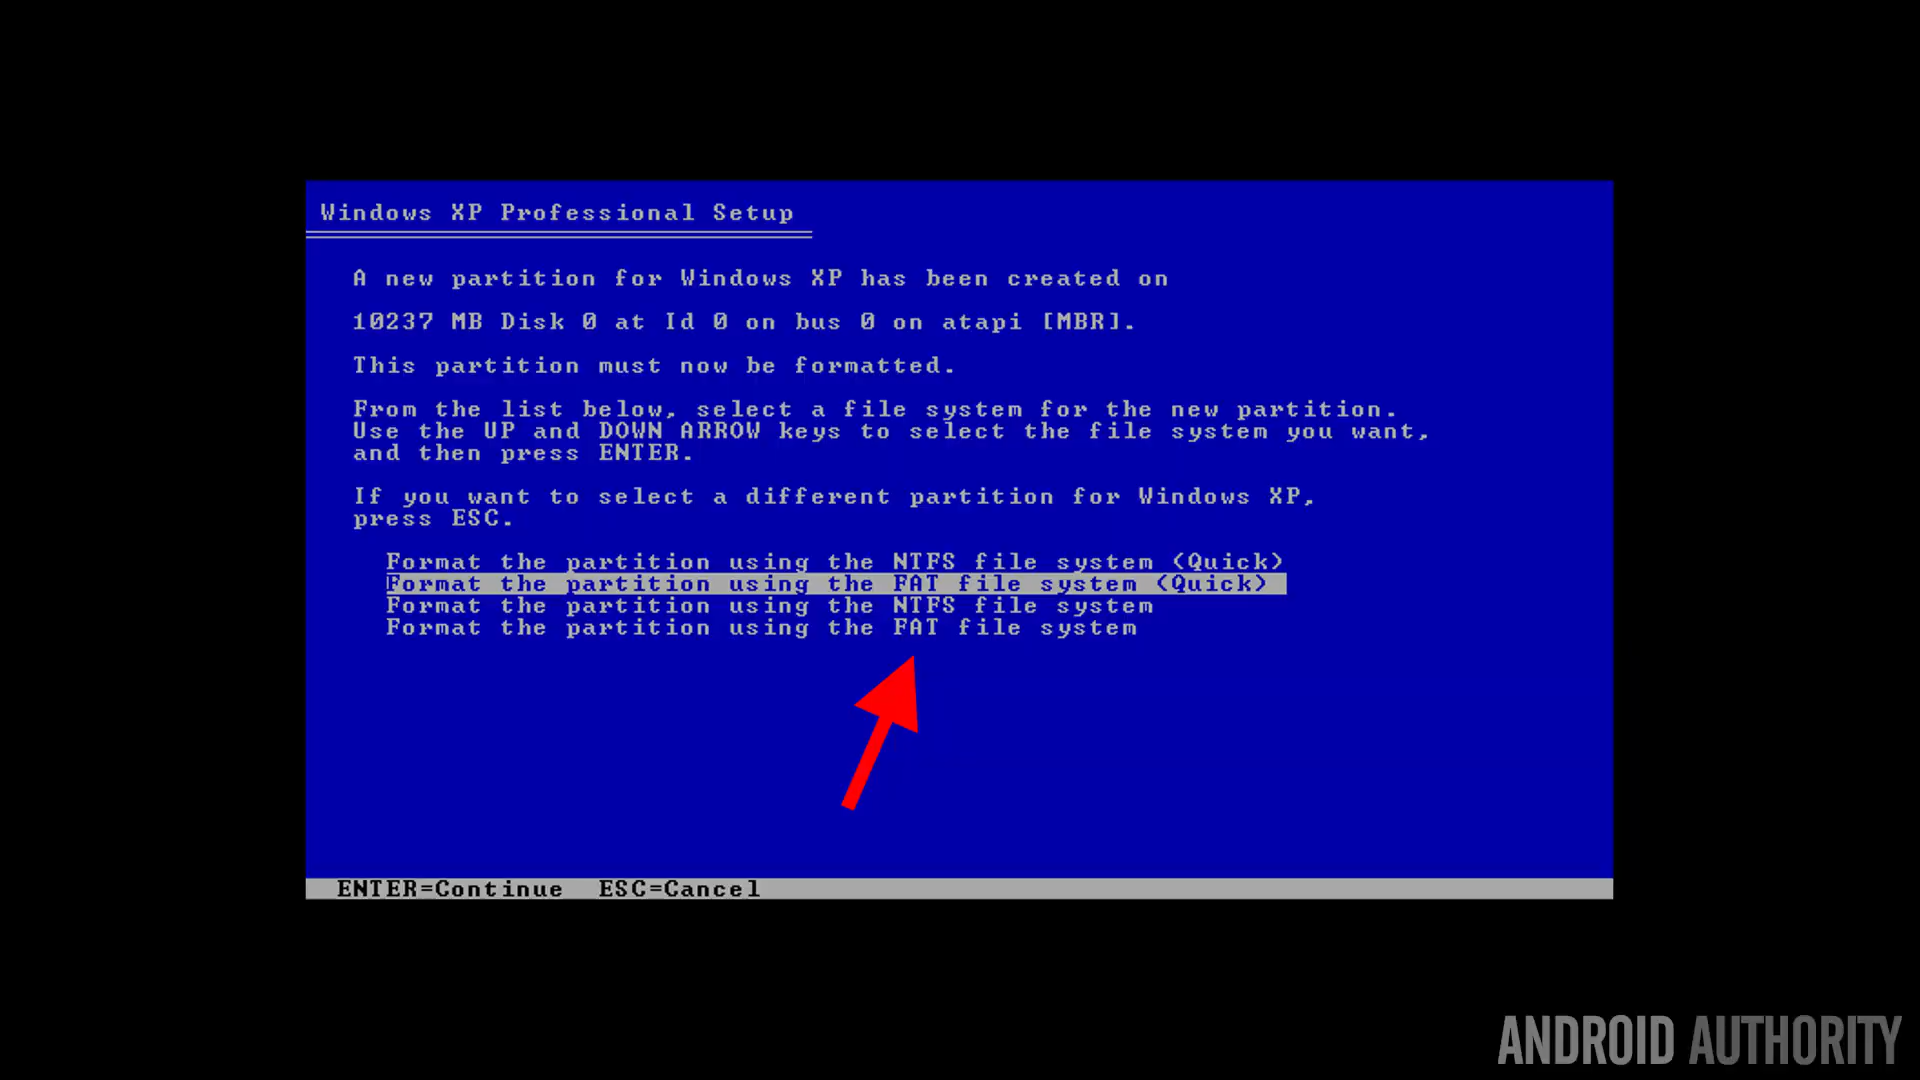 Windows XP Professional Setup
A new partition for Windows XP has been created on
10237 MB Disk 0 at Id 0 on bus 0 on atapi [MBR].
This partition must now be formatted.
From the list below, select a file system for the new partition.
Use the UP and DOWN ARROW keys to select the file system you want,
and then press ENTER.
If you want to select a different partition for Windows XP,
press ESC.
Format the partition using the NTFS file system (Quick)
Format the partition using the FAT file system (Quick)
Format the partition using the NTFS file system
Format the partition using the FAT file system
ENTER=Continue ESC=Cancel
ANDROID AUTHORITY